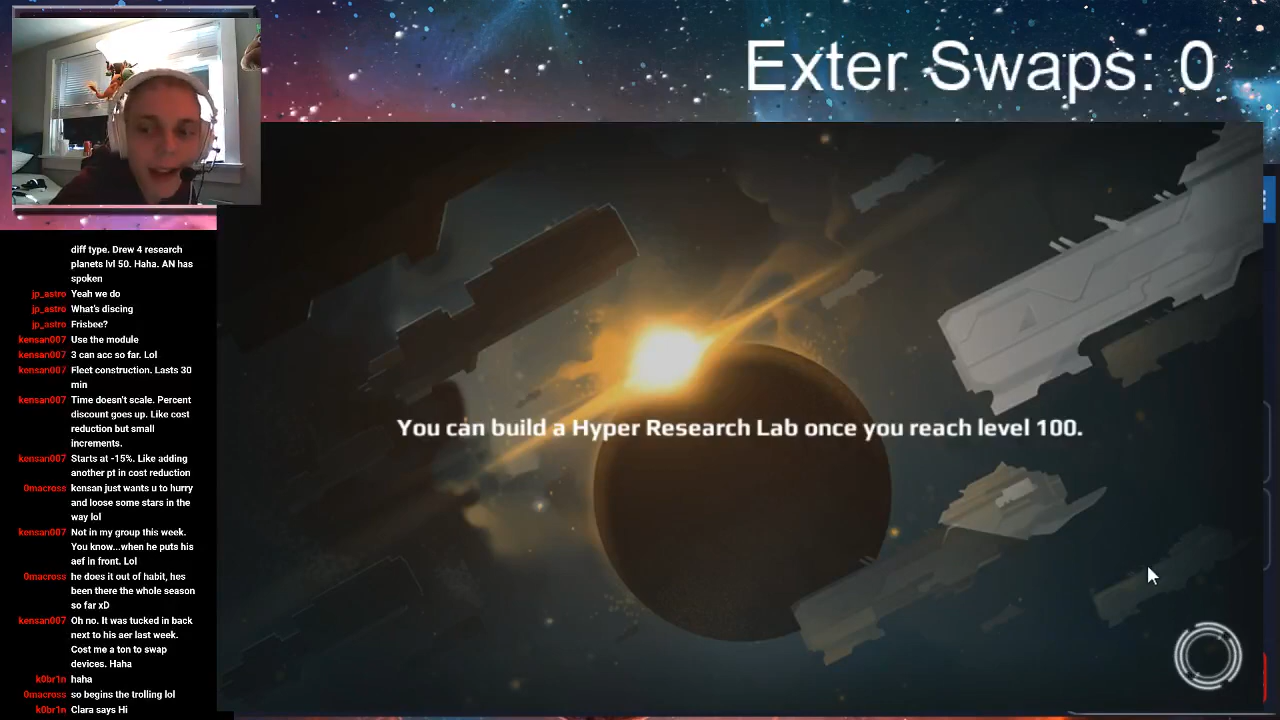 Exter Swaps: 0
diff type. Drew 4 research
planets lvl 50. Haha. AN has
spoken
jp_astro Yeah we do
jp_astro What's discing
jp_astro Frisbee?
kensan007 Use the module
kensan007 3 can acc so far. Lol
kensan007 Fleet construction. Lasts 30
min
kensan007 Time doesn't scale. Percent
discount goes up. Like cost
reduction but small
increments.
kensan007 Starts at -15%. Like adding
another pt in cost reduction
0macross kensan just wants u to hurry
and loose some stars in the
way lol
kensan007 Not in my group this week.
You know...when he puts his
aef in front. Lol
0macross he does it out of habit, hes
been there the whole season
so far xD
kensan007 Oh no. It was tucked in back
next to his aer last week.
Cost me a ton to swap
devices. Haha
k0br1n haha
0macross so begins the trolling lol
k0br1n Clara says Hi
You can build a Hyper Research Lab once you reach level 100.